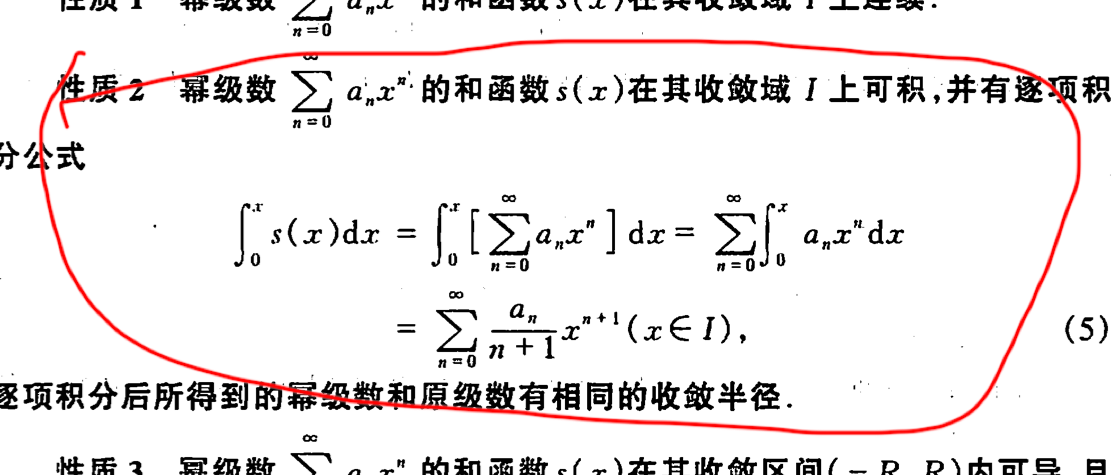 性质 1 幂级数 $\sum_{n=0}^{\infty} a_n x^n$ 的和函数 s(x) 在其收敛域 I 上连续.
性质 2 幂级数 $\sum_{n=0}^{\infty} a_n x^n$ 的和函数 s(x) 在其收敛域 I 上可积,并有逐项积
分公式
$\int_0^x s(x)\mathrm{d}x = \int_0^x \left[ \sum_{n=0}^{\infty} a_n x^n \right] \mathrm{d}x = \sum_{n=0}^{\infty} \int_0^x a_n x^n \mathrm{d}x$
$= \sum_{n=0}^{\infty} \frac{a_n}{n+1} x^{n+1} (x \in I),$ (5)
逐项积分后所得到的幂级数和原级数有相同的收敛半径.
性质 3 幂级数 $\sum^{\infty} a_n x^n$ 的和函数 s(x) 在其收敛区间(-R,R)内可导,且